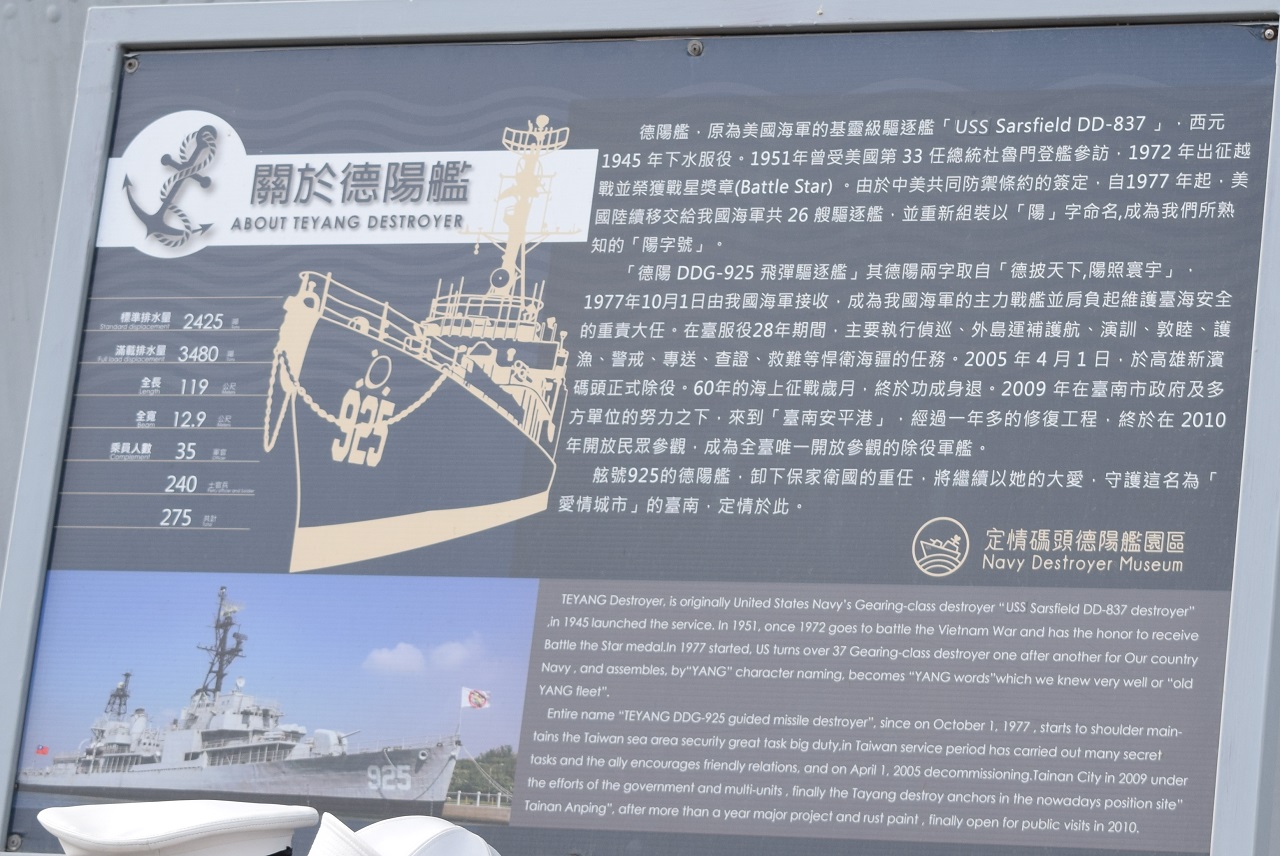 關於德陽艦
ABOUT TEYANG DESTROYER
標準排水量 2425
Standard displacement
滿載排水量 3480
Full load displacement
全長 119 公尺
Length
全寬 12.9 公尺
Beam
乘員人數 35 軍官
Complement
240 士官兵
275 共計
925
德陽艦，原為美國海軍的基靈級驅逐艦「USS Sarsfield DD-837 」，西元
1945 年下水服役。1951年曾受美國第 33 任總統杜魯門登艦參訪，1972 年出征越
戰並榮獲戰星獎章(Battle Star) 。由於中美共同防禦條約的簽定，自1977 年起，美
國陸續移交給我國海軍共 26 艘驅逐艦，並重新組裝以「陽」字命名,成為我們所熟
知的「陽字號」。
「德陽 DDG-925 飛彈驅逐艦」其德陽兩字取自「德披天下,陽照寰宇」，
1977年10月1日由我國海軍接收，成為我國海軍的主力戰艦並肩負起維護臺海安全
的重責大任。在臺服役28年期間，主要執行偵巡、外島運補護航、演訓、敦睦、護
漁、警戒、專送、查證、救難等悍衛海疆的任務。2005 年 4 月 1 日，於高雄新濱
碼頭正式除役。60年的海上征戰歲月，終於功成身退。2009 年在臺南市政府及多
方單位的努力之下，來到「臺南安平港」，經過一年多的修復工程，終於在 2010
年開放民眾參觀，成為全臺唯一開放參觀的除役軍艦。
舷號925的德陽艦，卸下保家衛國的重任，將繼續以她的大愛，守護這名為「
愛情城市」的臺南，定情於此。
定情碼頭德陽艦園區
Navy Destroyer Museum
925
TEYANG Destroyer, is originally United States Navy's Gearing-class destroyer "USS Sarsfield DD-837 destroyer"
,in 1945 launched the service. In 1951, once 1972 goes to battle the Vietnam War and has the honor to receive
Battle the Star medal.In 1977 started, US turns over 37 Gearing-class destroyer one after another for Our country
Navy , and assembles, by"YANG" character naming, becomes "YANG words"which we knew very well or "old
YANG fleet".
Entire name "TEYANG DDG-925 guided missile destroyer", since on October 1, 1977 , starts to shoulder main-
tains the Taiwan sea area security great task big duty,in Taiwan service period has carried out many secret
tasks and the ally encourages friendly relations, and on April 1, 2005 decommissioning.Tainan City in 2009 under
the efforts of the government and multi-units , finally the Tayang destroy anchors in the nowadays position site"
Tainan Anping", after more than a year major project and rust paint , finally open for public visits in 2010.